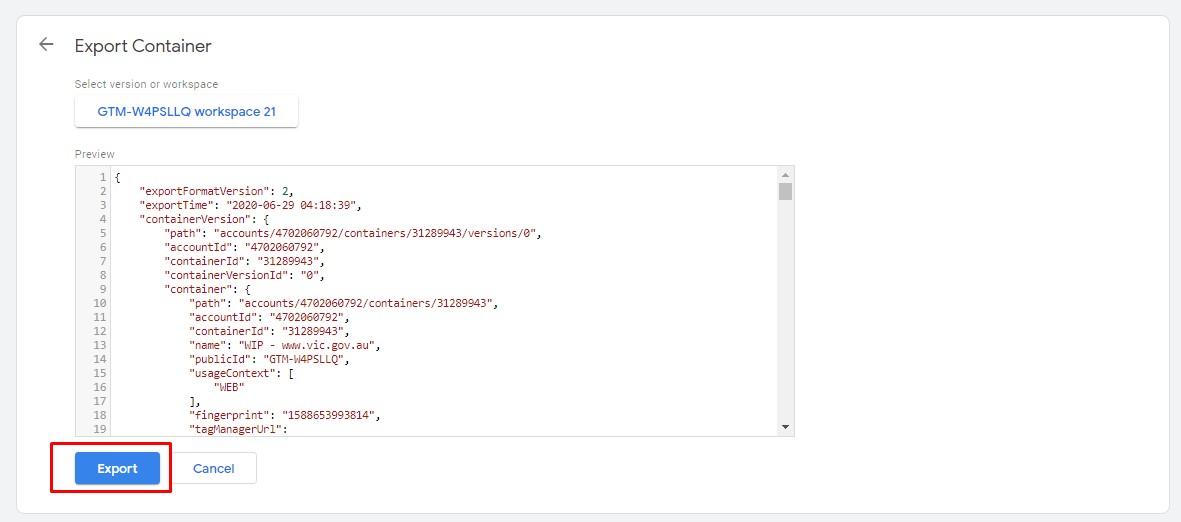 Export Container
Select version or workspace
GTM-W4PSLLQ workspace 21
Preview
1 {
2 "exportFormatVersion": 2,
3 "exportTime": "2020-06-29 04:18:39",
4 "containerVersion": {
5 "path": "accounts/4702060792/containers/31289943/versions/0",
6 "accountId": "4702060792",
7 "containerId": "31289943",
8 "containerVersionId": "0",
9 "container": {
10 "path": "accounts/4702060792/containers/31289943",
11 "accountId": "4702060792",
12 "containerId": "31289943",
13 "name": "WIP - www.vic.gov.au",
14 "publicId": "GTM-W4PSLLQ",
15 "usageContext": [
16 "WEB"
17 ],
18 "fingerprint": "1588653993814",
19 "tagManagerUrl":
Export Cancel